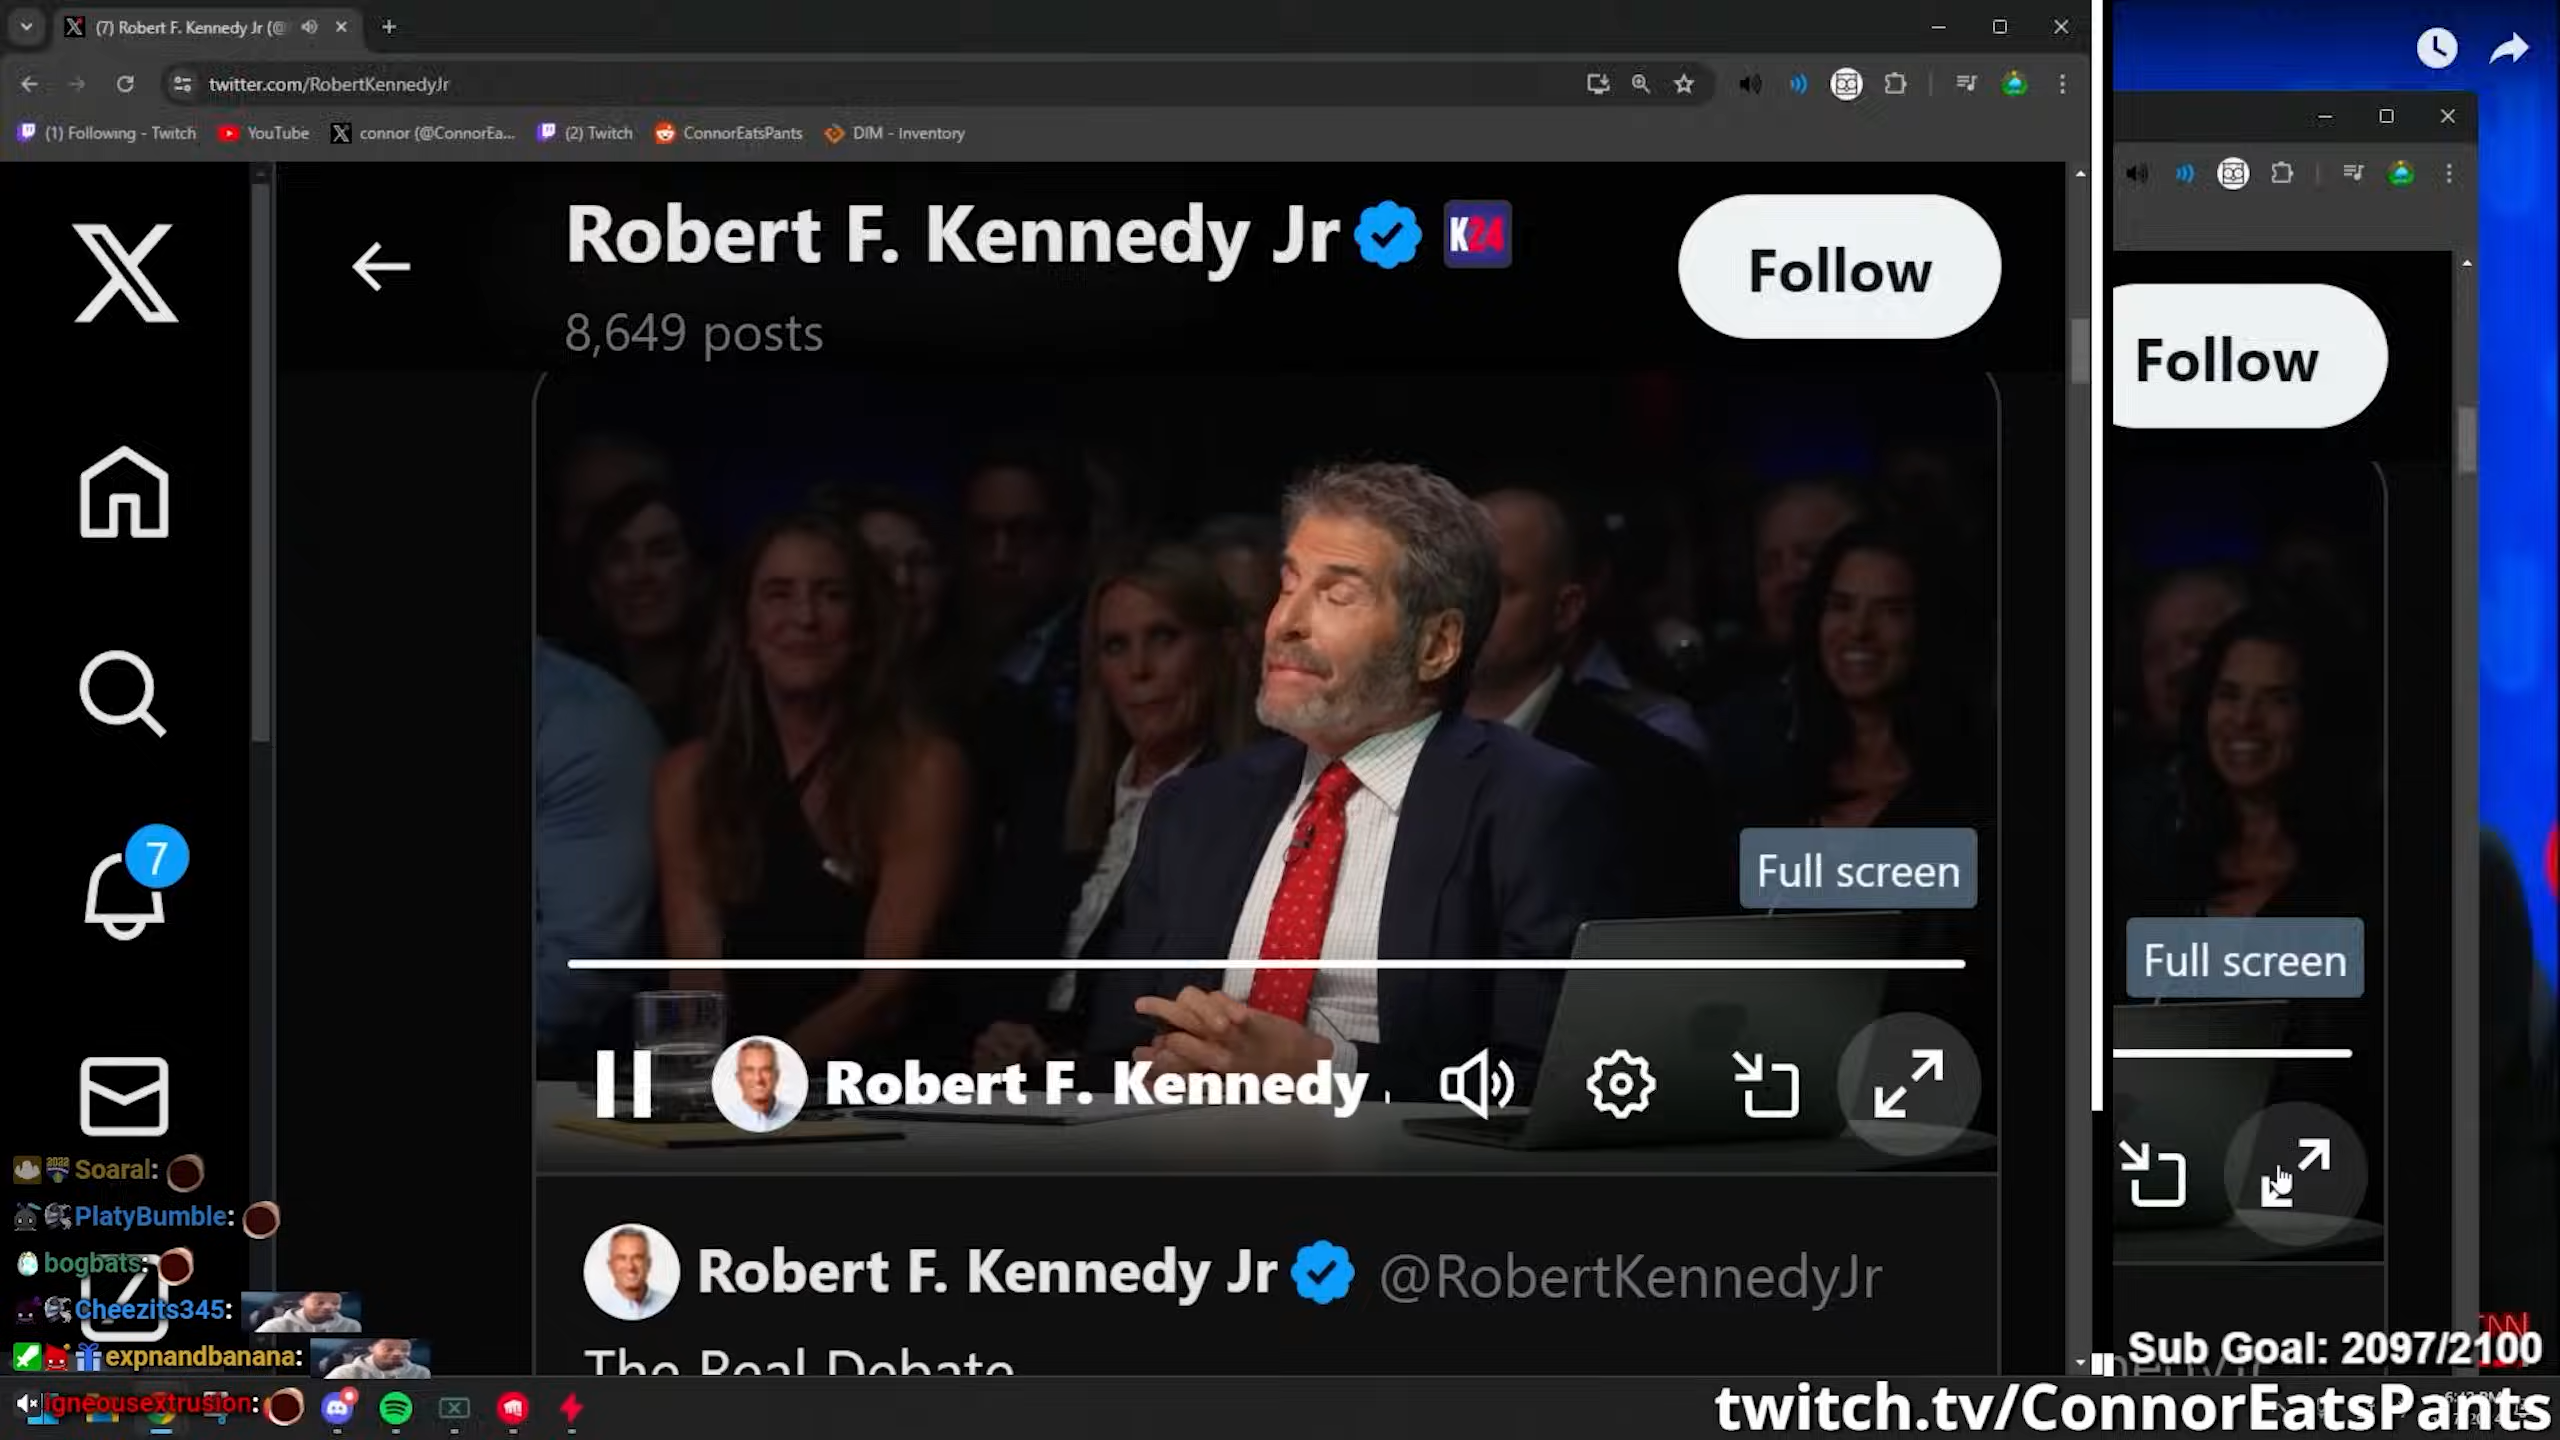 (7) Robert F. Kennedy Jr (@
twitter.com/RobertKennedyJr
(1) Following - Twitch
YouTube
connor (@ConnorEa...
(2) Twitch
ConnorEatsPants
DIM - Inventory
Robert F. Kennedy Jr
K24
8,649 posts
Follow
Follow
Full screen
Full screen
7
Robert F. Kennedy
Robert F. Kennedy Jr
@RobertKennedyJr
The Real Debate
Soaral:
PlatyBumble:
bogbats:
Cheezits345:
expnandbanana:
igneousextrusion:
Sub Goal: 2097/2100
twitch.tv/ConnorEatsPants